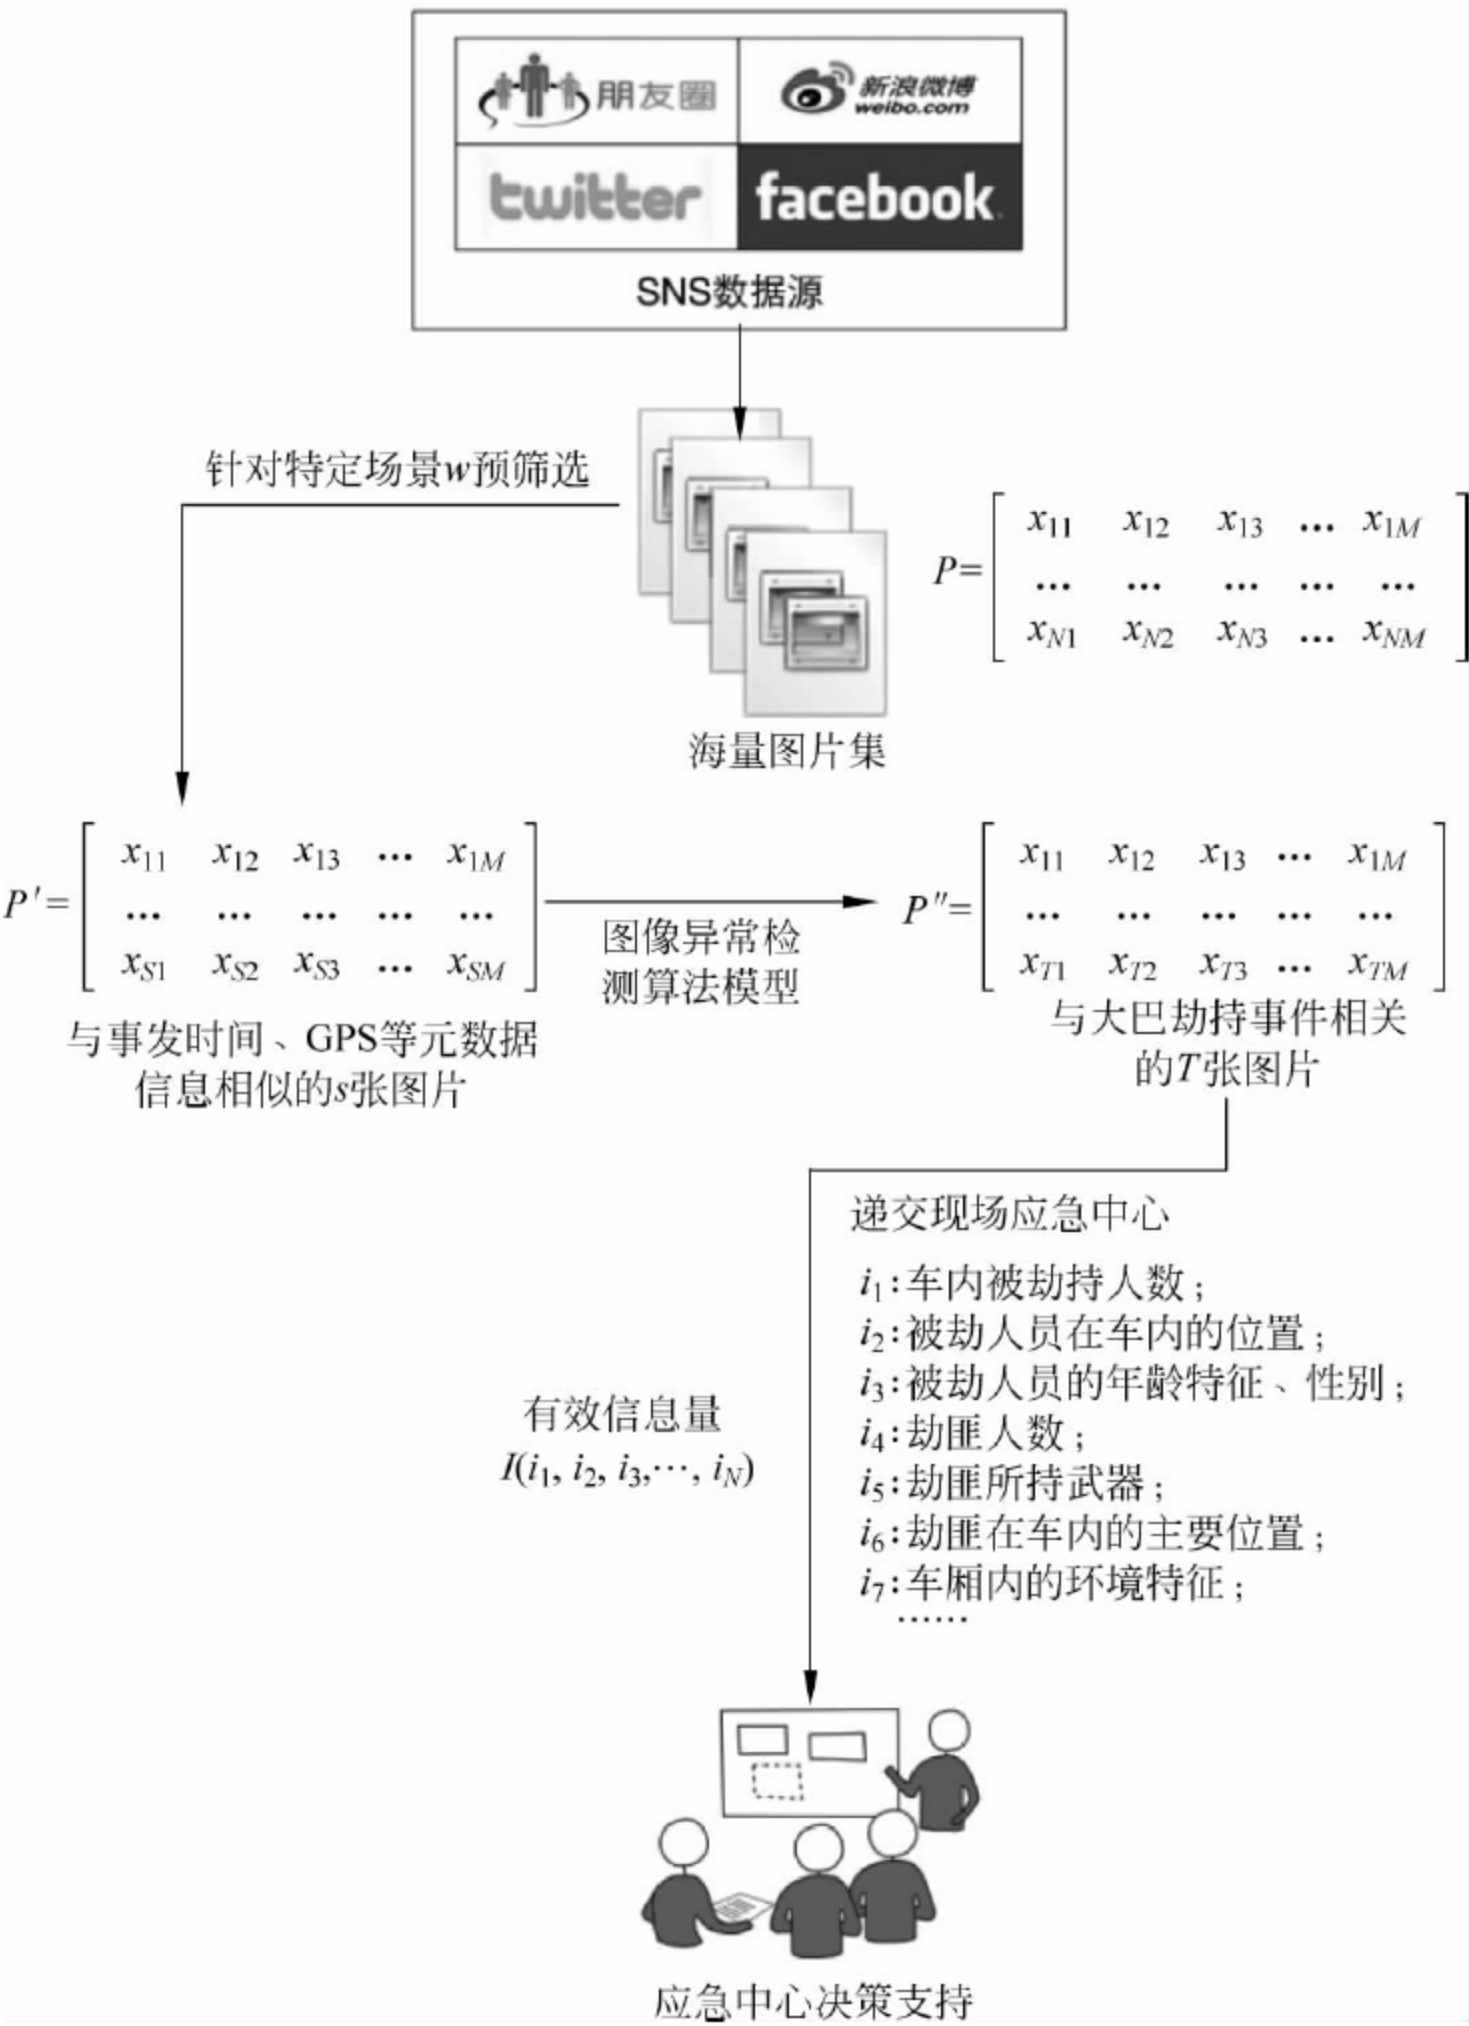 朋友圈
新浪微博
weibo.com
twitter
facebook
SNS数据源
针对特定场景w预筛选
P=
x11 x12 x13 … x1M
… … … … …
xN1 xN2 xN3 … xNM
海量图片集
P′=
x11 x12 x13 … x1M
… … … … …
xS1 xS2 xS3 … xSM
与事发时间、GPS等元数据
信息相似的s张图片
图像异常检
测算法模型
P″=
x11 x12 x13 … x1M
… … … … …
xT1 xT2 xT3 … xTM
与大巴劫持事件相关
的T张图片
递交现场应急中心
i1:车内被劫持人数;
i2:被劫人员在车内的位置;
i3:被劫人员的年龄特征、性别;
i4:劫匪人数;
i5:劫匪所持武器;
i6:劫匪在车内的主要位置;
i7:车厢内的环境特征;
……
有效信息量
I(i1, i2, i3,…, iN)
应急中心决策支持